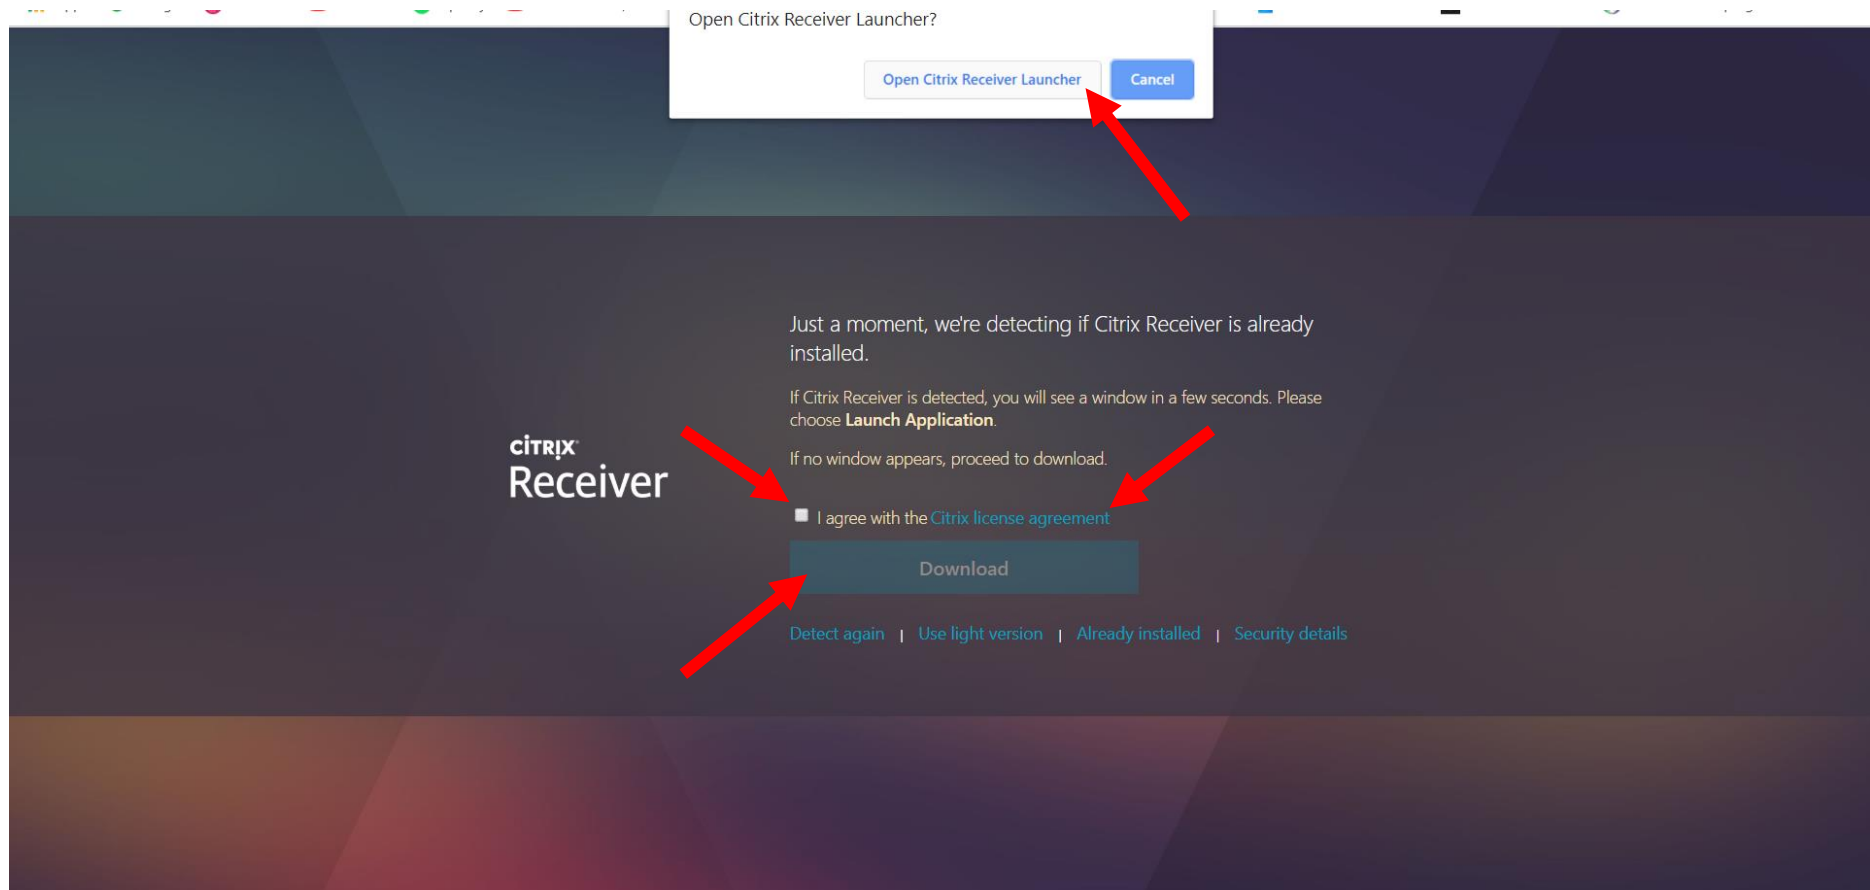 Open Citrix Receiver Launcher?
Open Citrix Receiver Launcher
Cancel
Just a moment, we're detecting if Citrix Receiver is already
installed.
If Citrix Receiver is detected, you will see a window in a few seconds. Please
choose Launch Application.
If no window appears, proceed to download.
CITRIX
Receiver
I agree with the Citrix license agreement
Download
Detect again | Use light version | Already installed | Security details